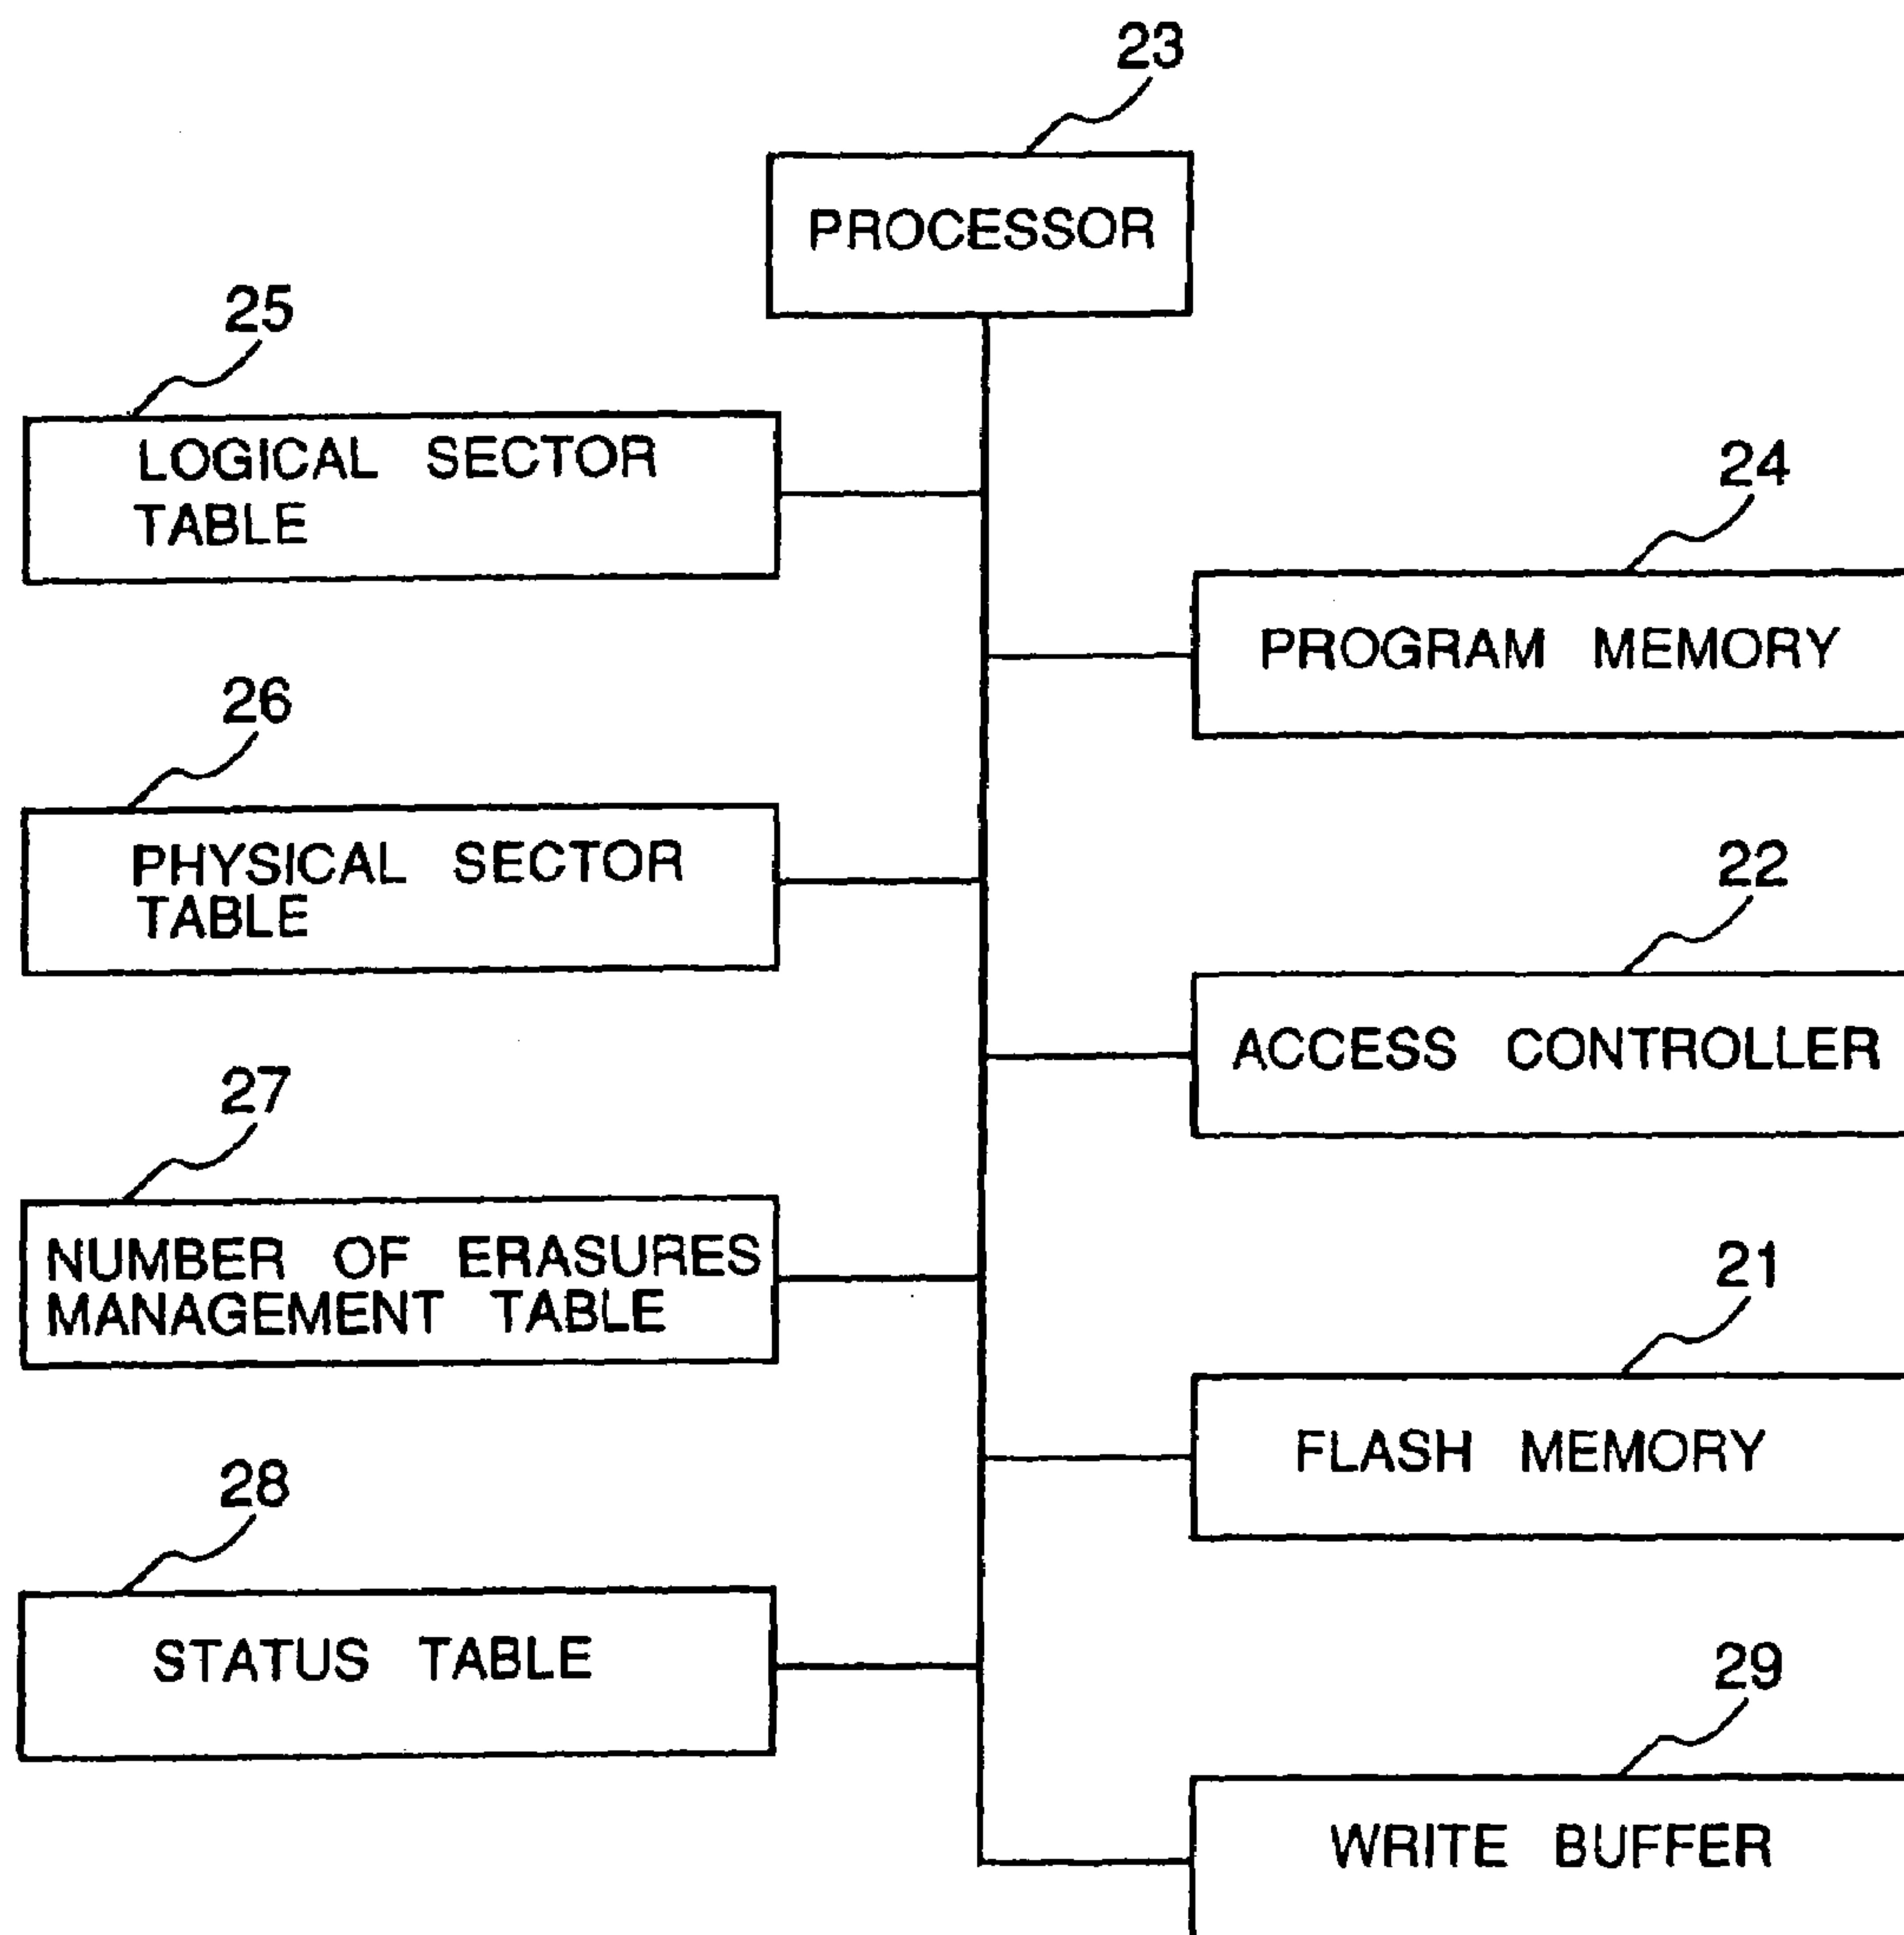 23
PROCESSOR
25
LOGICAL SECTOR
TABLE
24
PROGRAM MEMORY
26
PHYSICAL SECTOR
TABLE
22
ACCESS CONTROLLER
27
NUMBER OF ERASURES
MANAGEMENT TABLE
21
FLASH MEMORY
28
STATUS TABLE
29
WRITE BUFFER